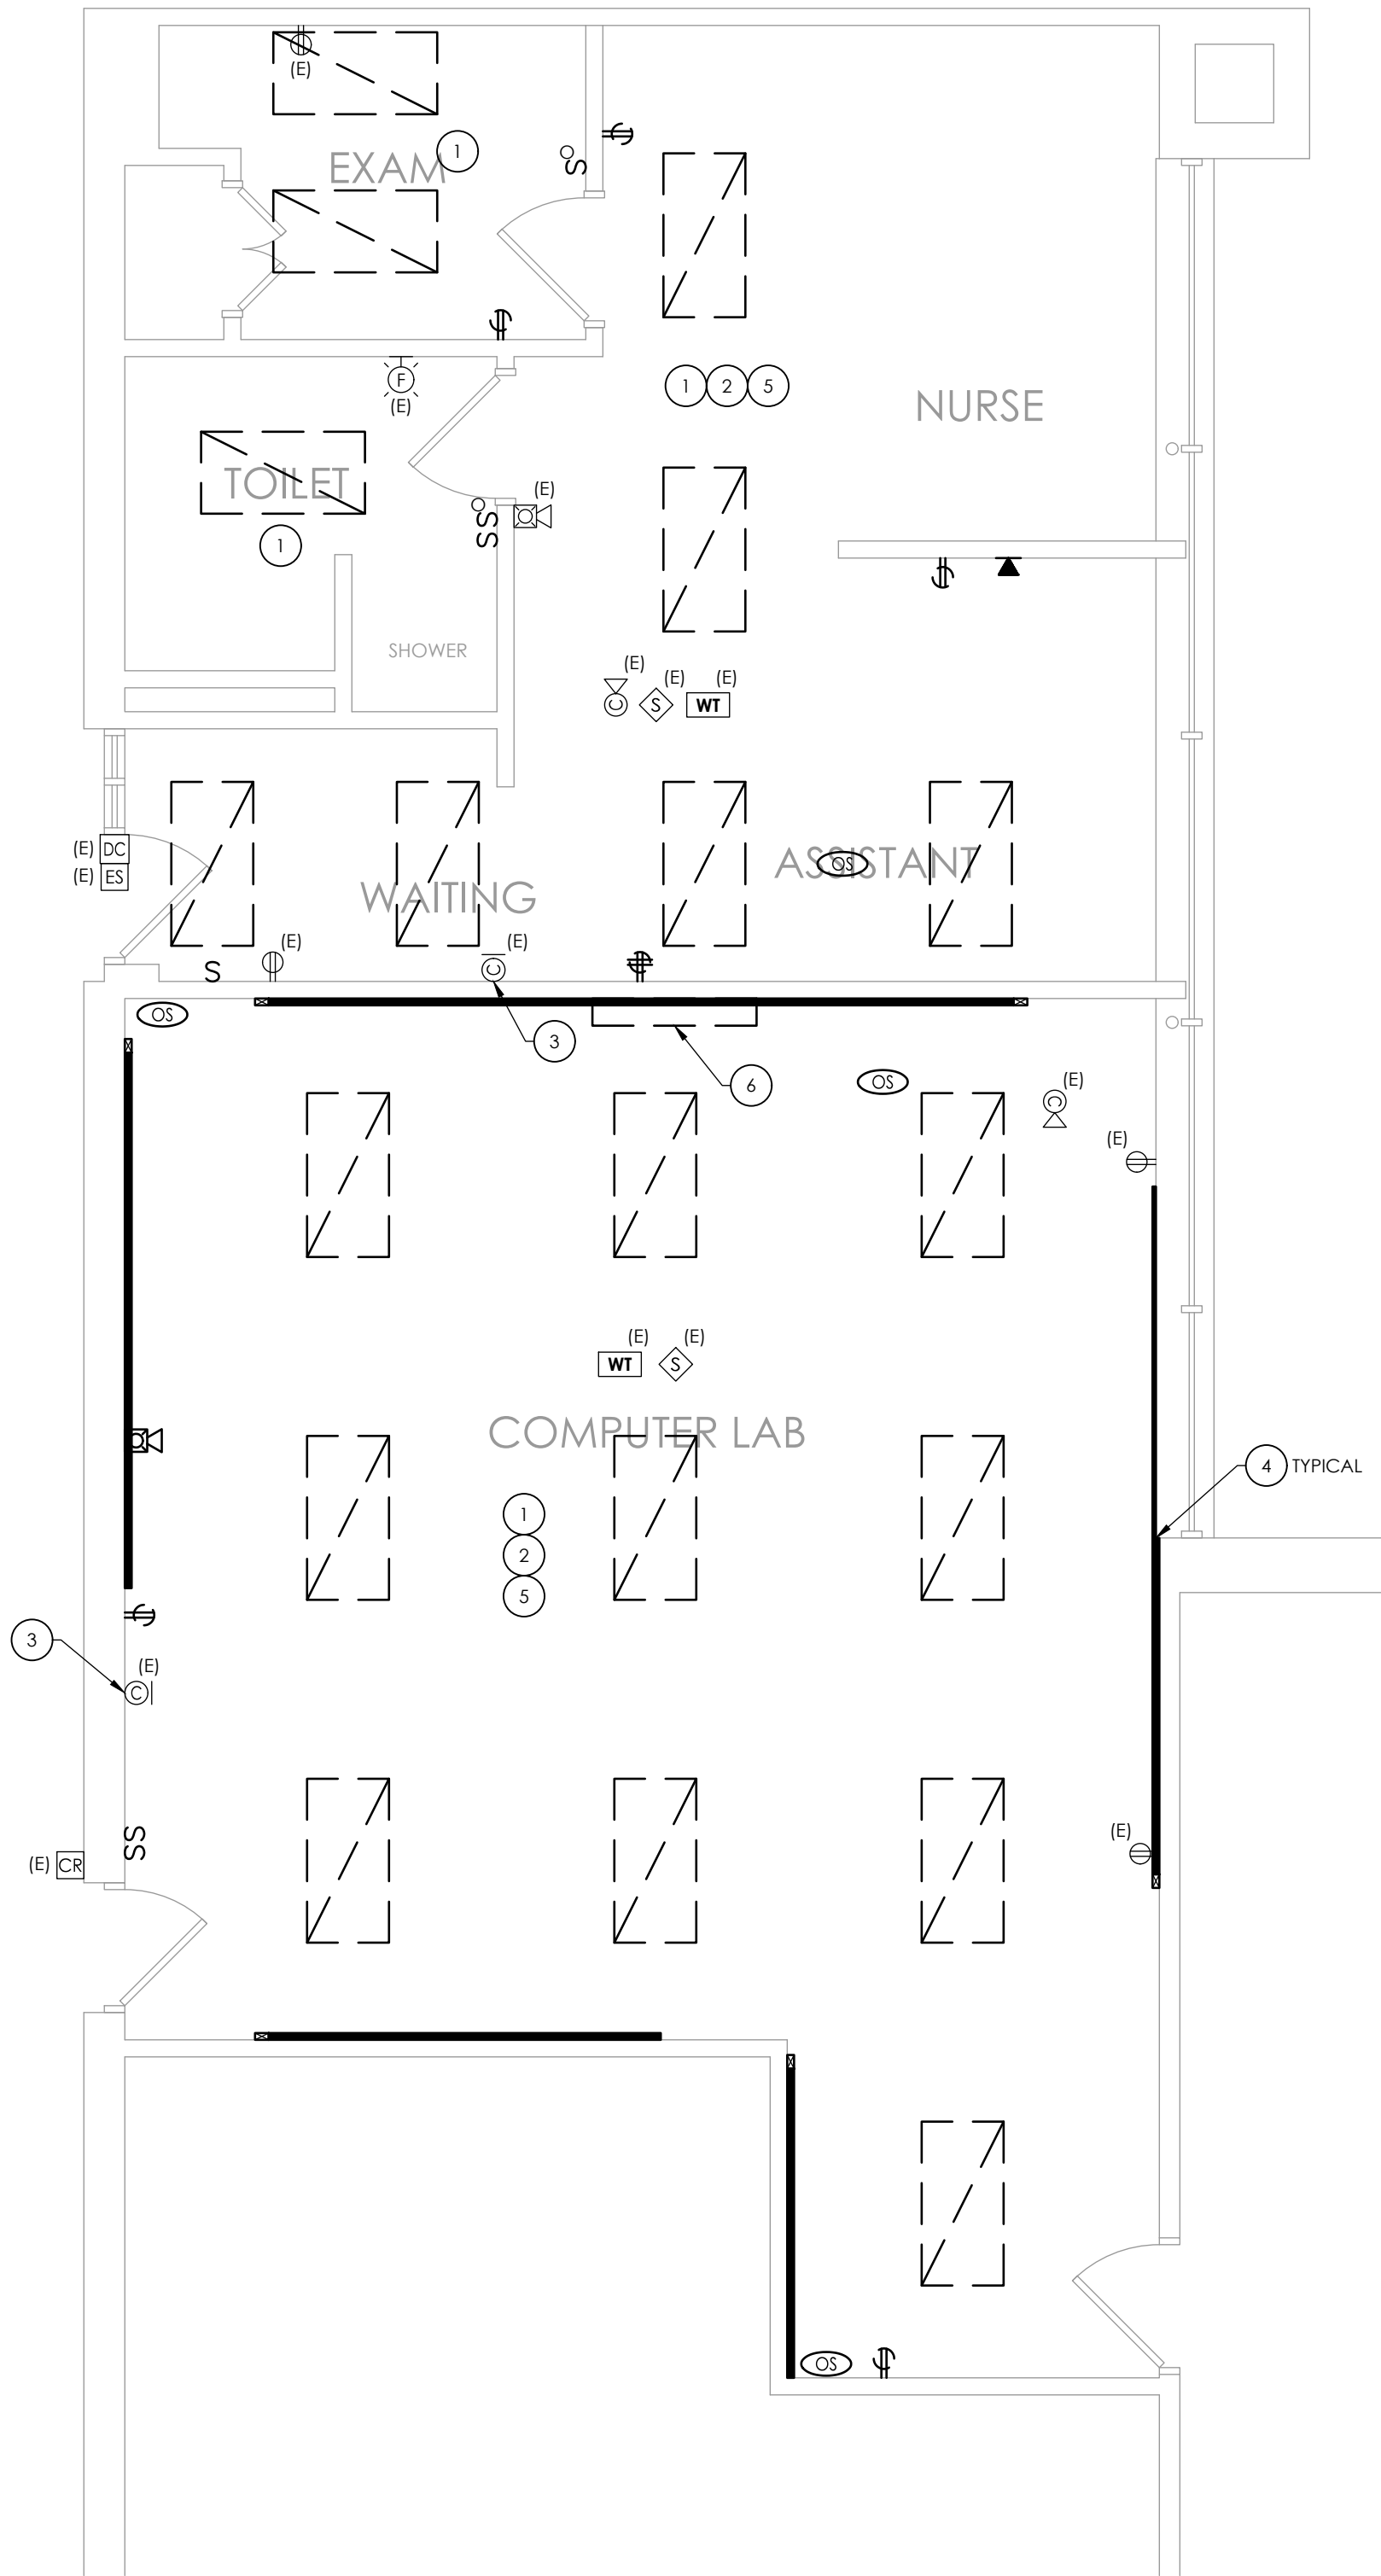 (E)
EXAM
1
S
1 2 5
NURSE
F
(E)
TOILET
1
(E)
SS
SHOWER
(E)
(E)
(E)
C
S
WT
(E) DC
(E) ES
ASSISTANT
OS
WAITING
S
(E)
(E)
C
OS
3
6
OS
(E)
C
(E)
(E)
(E)
WT
S
COMPUTER LAB
4 TYPICAL
1
2
5
3
(E)
C
SS
(E) CR
(E)
OS